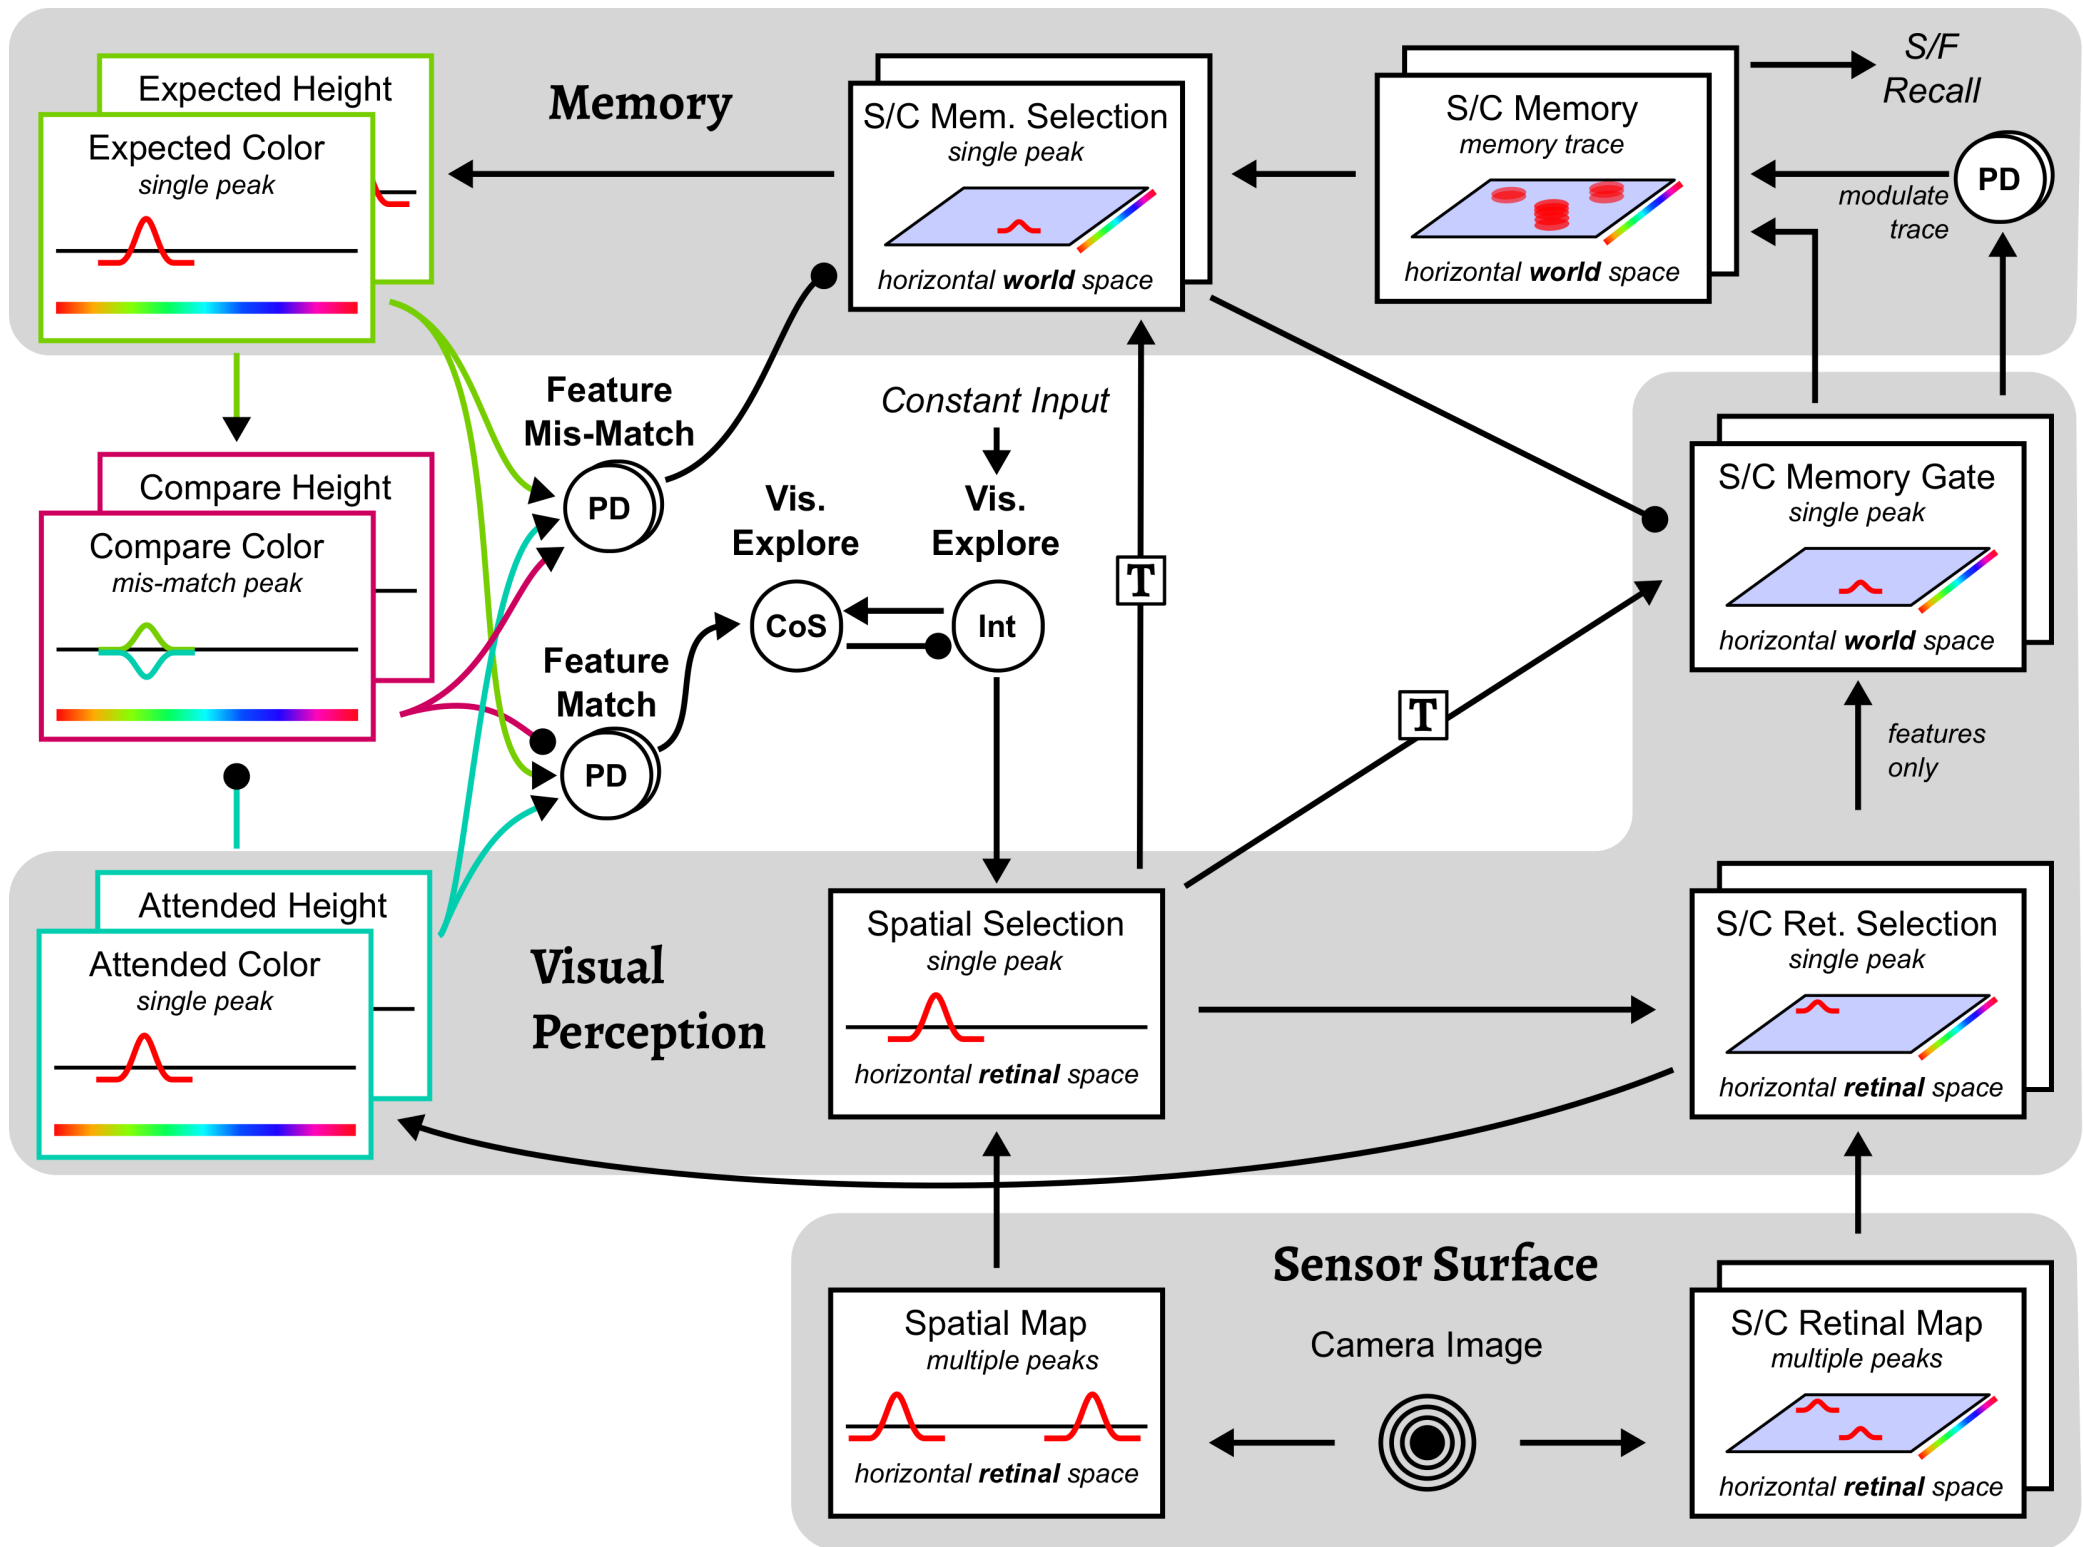 Expected Height
Expected Color
single peak
Memory
S/C Mem. Selection
single peak
horizontal world space
S/C Memory
memory trace
horizontal world space
S/F
Recall
PD
modulate
trace
Feature
Mis-Match
PD
Constant Input
Vis.
Explore
Vis.
Explore
CoS
Int
T
T
Compare Height
Compare Color
mis-match peak
Feature
Match
PD
S/C Memory Gate
single peak
horizontal world space
features
only
Attended Height
Attended Color
single peak
Visual
Perception
Spatial Selection
single peak
horizontal retinal space
S/C Ret. Selection
single peak
horizontal retinal space
Sensor Surface
Spatial Map
multiple peaks
horizontal retinal space
Camera Image
S/C Retinal Map
multiple peaks
horizontal retinal space